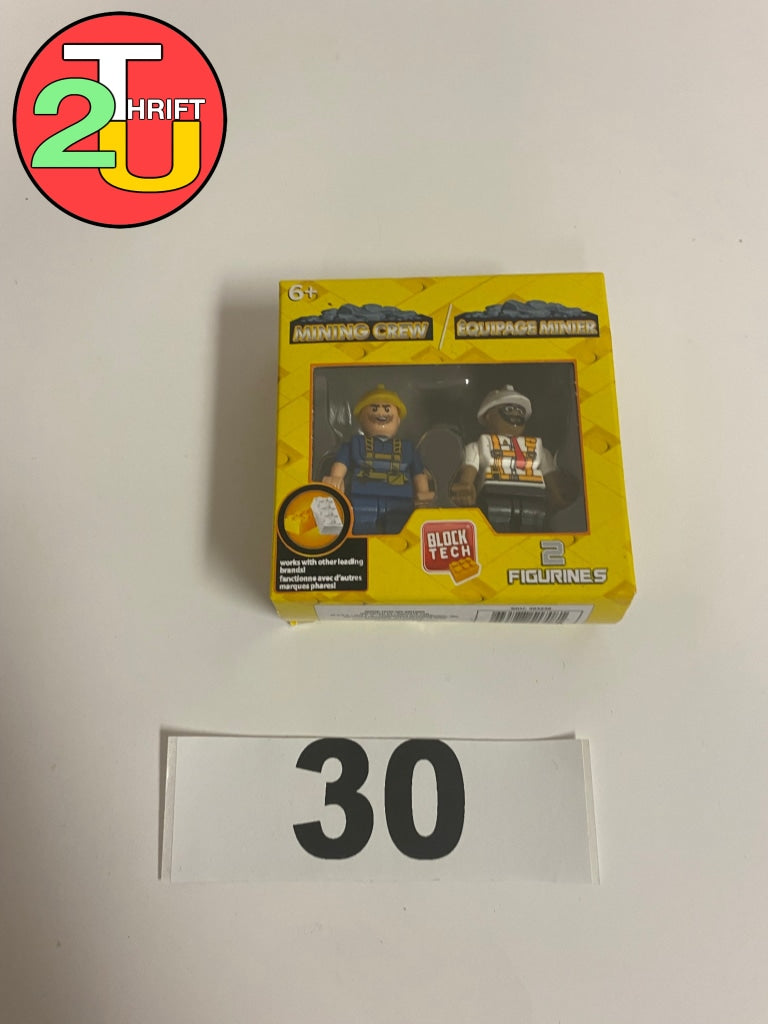 T
HRIFT
2
U
6+
MINING CREW / ÉQUIPAGE MINIER
works with other leading
brands!
fonctionne avec d'autres
marques phares!
BLOCK
TECH
2
FIGURINES
30